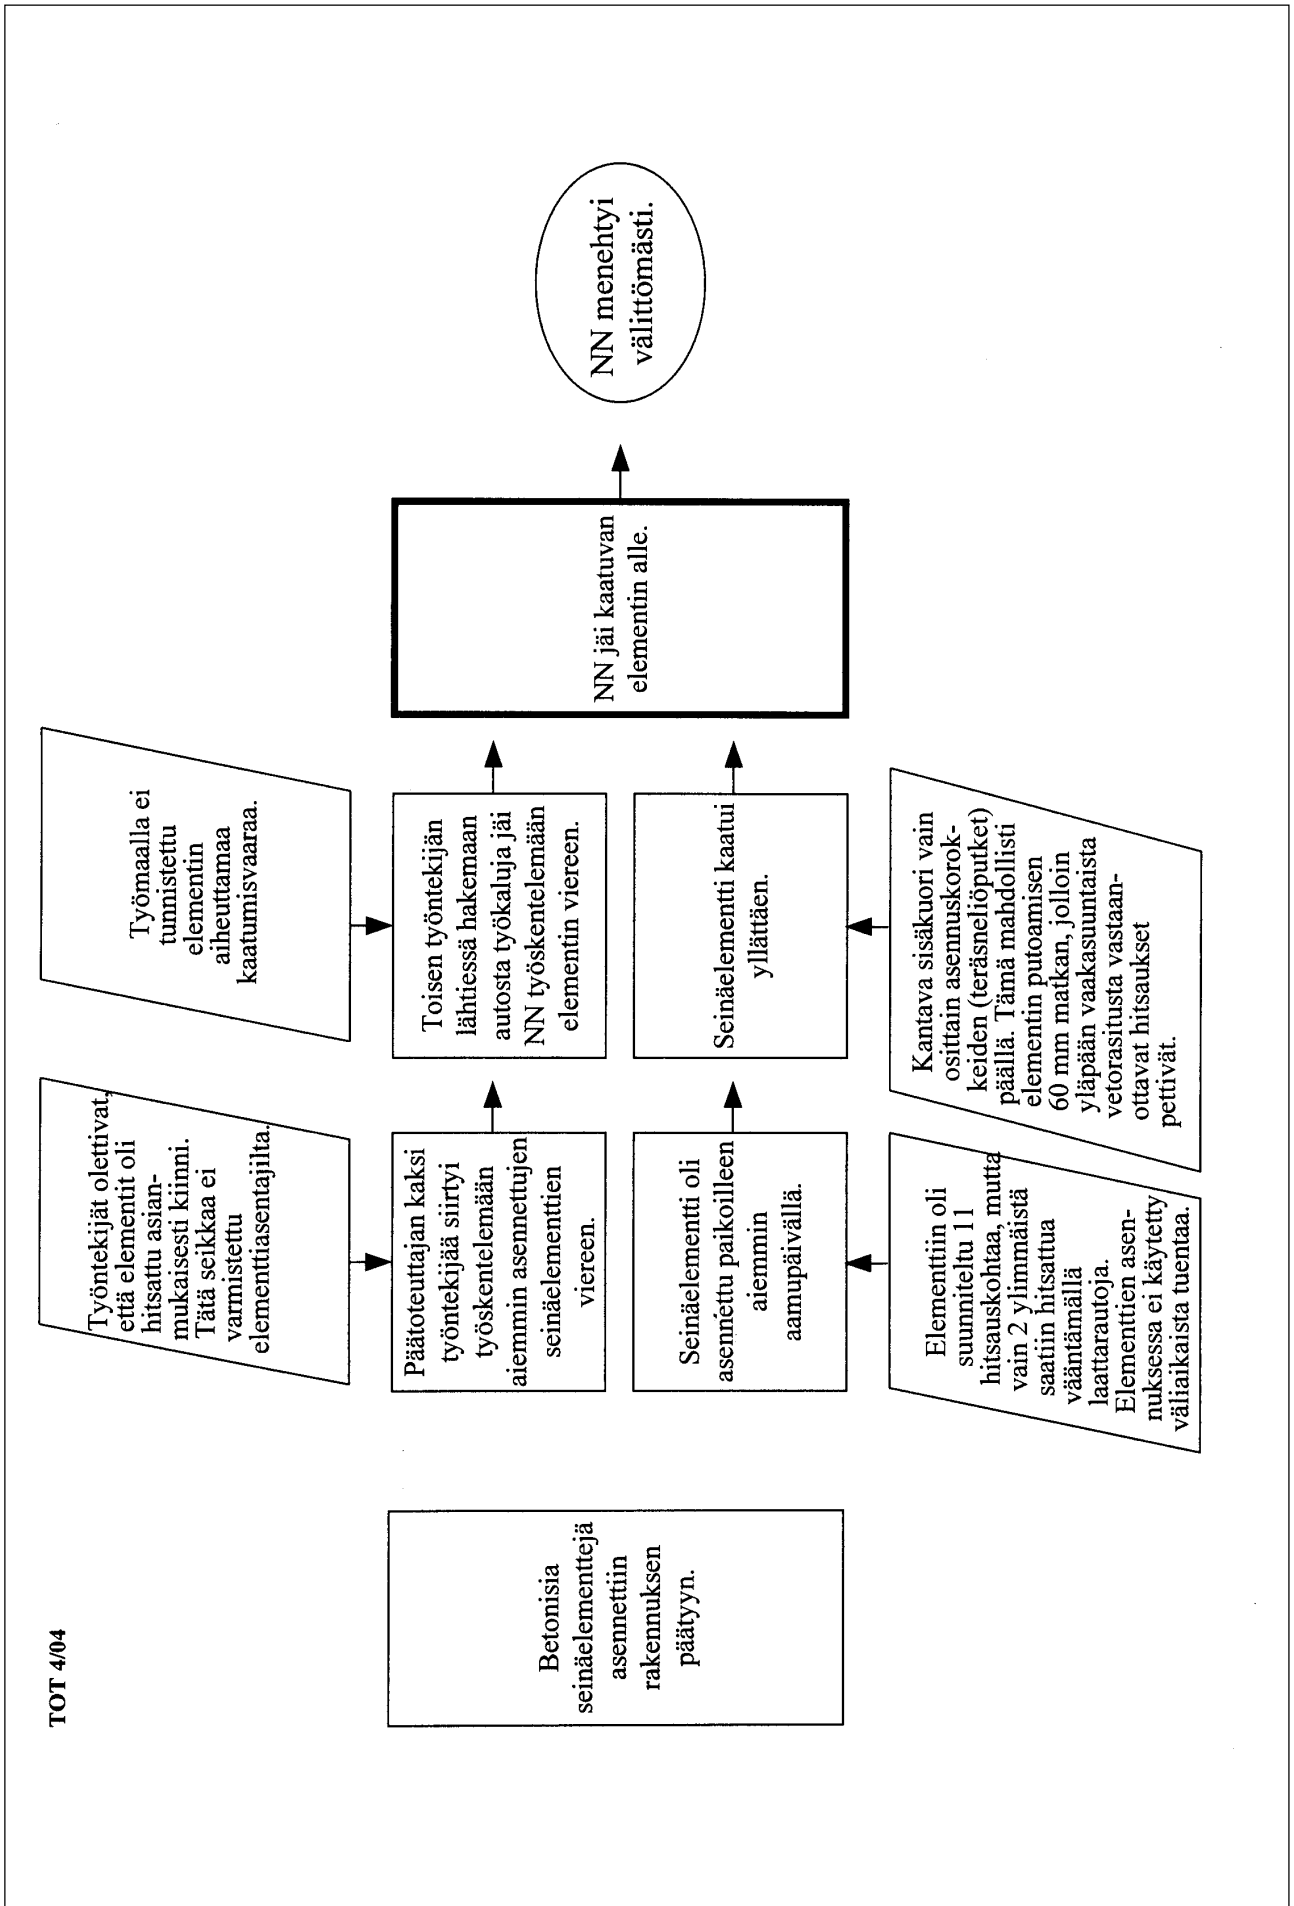 TOT 4/04
Betonisia
seinäelementtejä
asennettiin
rakennuksen
päätyyn.
Työntekijät olettivat,
että elementit oli
hitsattu asian-
mukaisesti kiinni.
Tätä seikkaa ei
varmistettu
elementtiasentajilta.
Päätoteuttajan kaksi
työntekijää siirtyi
työskentelemään
aiemmin asennettujen
seinäelementtien
viereen.
Seinäelementti oli
asennettu paikoilleen
aiemmin
aamupäivällä.
Elementtiin oli
suunniteltu 11
hitsauskohtaa, mutta
vain 2 ylimmäistä
saatiin hitsattua
vääntämällä
laattarautoja.
Elementtien asen-
nuksessa ei käytetty
väliaikaista tuentaa.
Työmaalla ei
tunnistettu
elementin
aiheuttamaa
kaatumisvaaraa.
Toisen työntekijän
lähtiessä hakemaan
autosta työkaluja jäi
NN työskentelemään
elementin viereen.
Seinäelementti kaatui
yllättäen.
Kantava sisäkuori vain
osittain asennuskorok-
keiden (teräsneliöputket)
päällä. Tämä mahdollisti
elementin putoamisen
60 mm matkan, jolloin
yläpään vaakasuuntaista
vetorasitusta vastaan-
ottavat hitsaukset
pettivät.
NN jäi kaatuvan
elementin alle.
NN menehtyi
välittömästi.